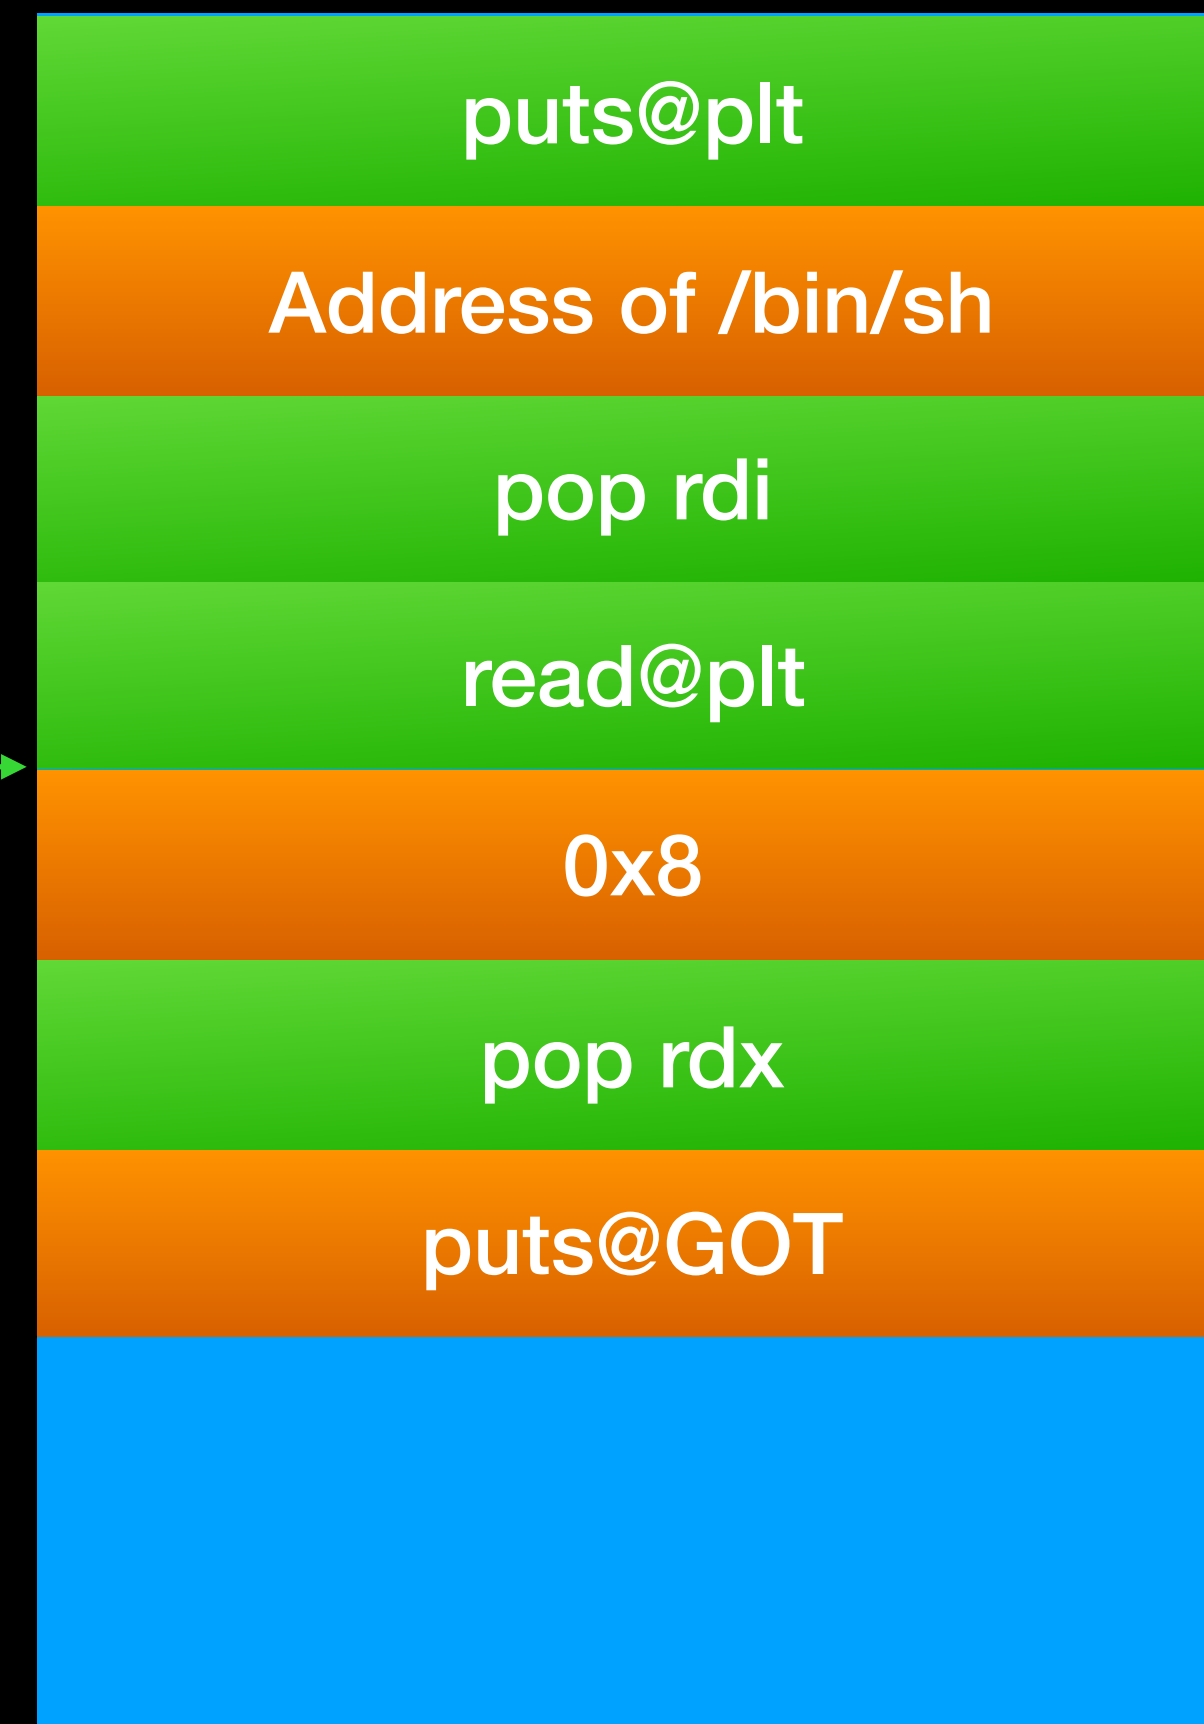 puts@plt
Address of /bin/sh
pop rdi
read@plt
0x8
pop rdx
puts@GOT